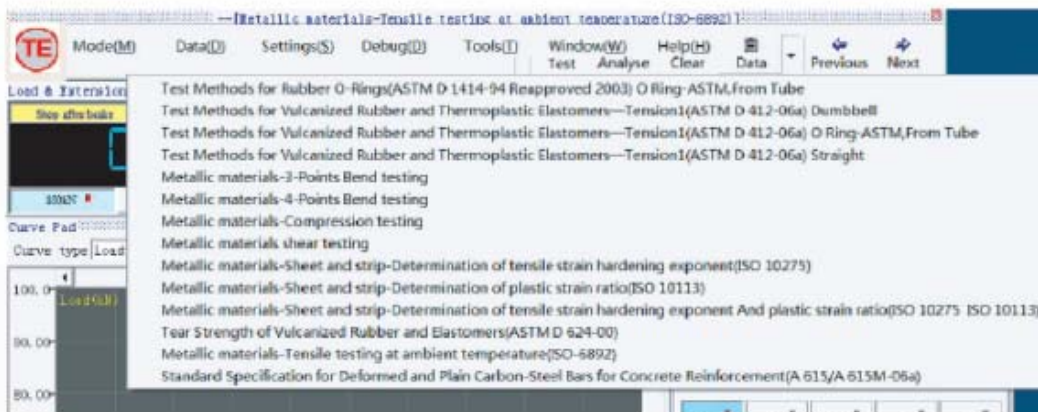 [Metallic materials-Tensile testing at ambient temperature(ISO-6892)]
TE
Mode(M) Data(D) Settings(S) Debug(D) Tools(T) Window(W) Help(H)
Test Analyse Clear Data Previous Next
Load & Extension
Stop after brake
Test Methods for Rubber O-Rings(ASTM D 1414-94 Reapproved 2003) O Ring-ASTM,From Tube
Test Methods for Vulcanized Rubber and Thermoplastic Elastomers—Tension1(ASTM D 412-06a) Dumbbell
Test Methods for Vulcanized Rubber and Thermoplastic Elastomers—Tension1(ASTM D 412-06a) O Ring-ASTM,From Tube
Test Methods for Vulcanized Rubber and Thermoplastic Elastomers—Tension1(ASTM D 412-06a) Straight
Metallic materials-3-Points Bend testing
Metallic materials-4-Points Bend testing
Metallic materials-Compression testing
Metallic materials shear testing
Metallic materials-Sheet and strip-Determination of tensile strain hardening exponent(ISO 10275)
Metallic materials-Sheet and strip-Determination of plastic strain ratio(ISO 10113)
Metallic materials-Sheet and strip-Determination of tensile strain hardening exponent And plastic strain ratio(ISO 10275 ISO 10113)
Tear Strength of Vulcanized Rubber and Elastomers(ASTM D 624-00)
Metallic materials-Tensile testing at ambient temperature(ISO-6892)
Standard Specification for Deformed and Plain Carbon-Steel Bars for Concrete Reinforcement(A 615/A 615M-06a)
Curve Pad
Curve type Load
100.0
Load(kN)
90.00
80.00